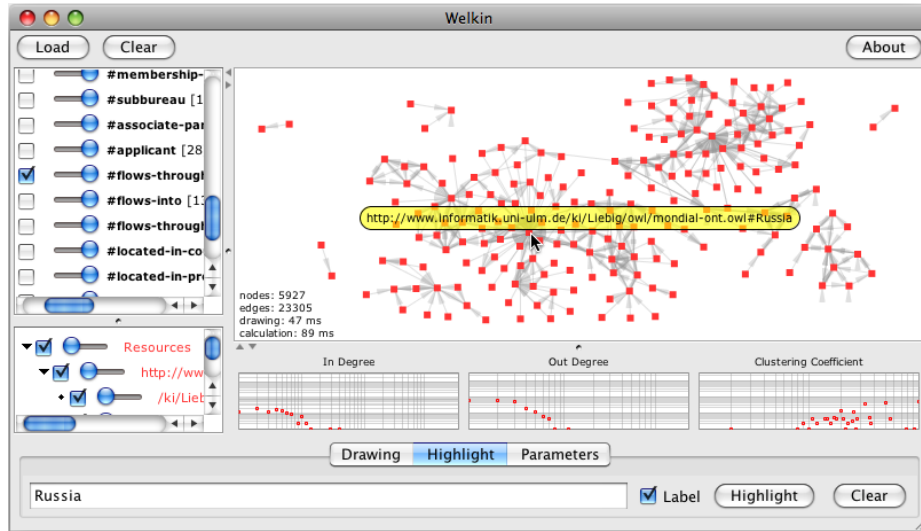 Welkin
Load
Clear
About
#membership-
#subbureau [1
#associate-par
#applicant [28
#flows-through
#flows-into [13
#flows-through
#located-in-co
#located-in-pro
http://www.informatik.uni-ulm.de/ki/Liebig/owl/mondial-ont.owl#Russia
nodes: 5927
edges: 23305
drawing: 47 ms
calculation: 89 ms
Resources
http://ww
/ki/Lieb
In Degree
Out Degree
Clustering Coefficient
Drawing
Highlight
Parameters
Russia
Label
Highlight
Clear